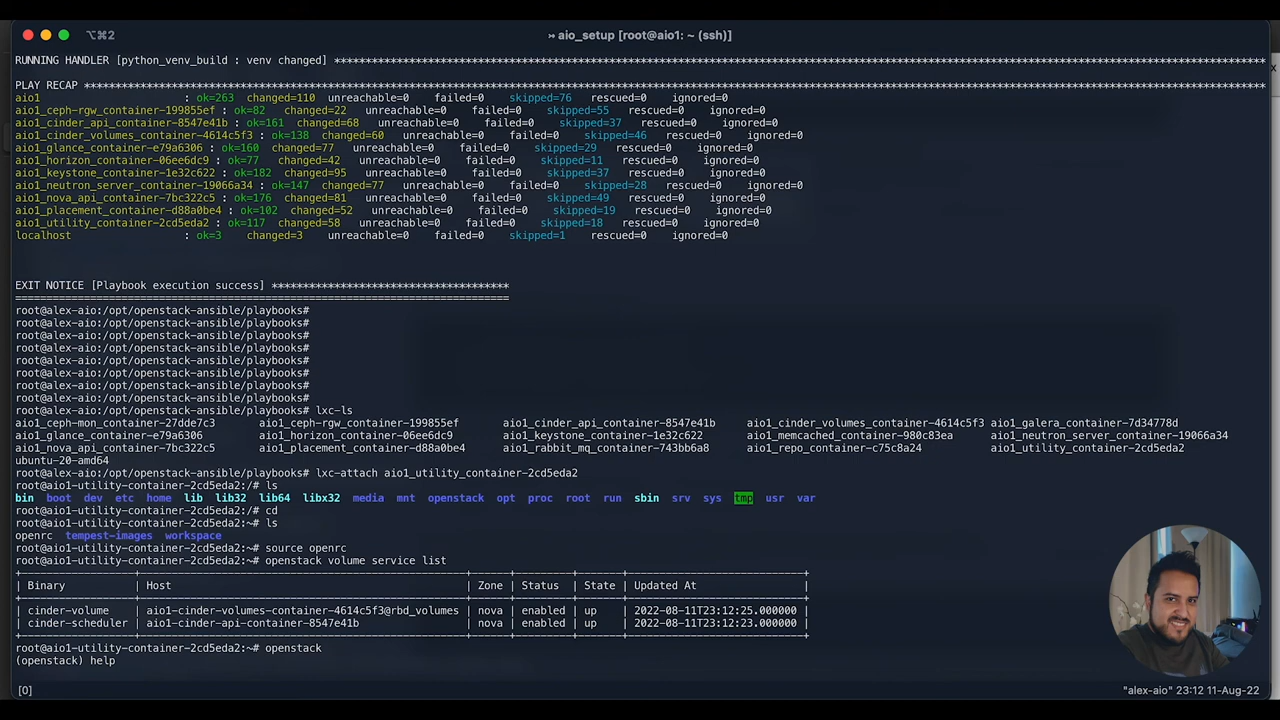 ⌥⌘2
aio_setup [root@aio1: ~ (ssh)]
RUNNING HANDLER [python_venv_build : venv changed] ******************************************************************************************************************************************************
PLAY RECAP **********************************************************************************************************************************************************************************************
aio1                       : ok=263  changed=110  unreachable=0    failed=0    skipped=76   rescued=0    ignored=0
aio1_ceph-rgw_container-199855ef : ok=82   changed=22   unreachable=0    failed=0    skipped=55   rescued=0    ignored=0
aio1_cinder_api_container-8547e41b : ok=161  changed=68   unreachable=0    failed=0    skipped=37   rescued=0    ignored=0
aio1_cinder_volumes_container-4614c5f3 : ok=138  changed=60   unreachable=0    failed=0    skipped=46   rescued=0    ignored=0
aio1_glance_container-e79a6306 : ok=160  changed=77   unreachable=0    failed=0    skipped=29   rescued=0    ignored=0
aio1_horizon_container-06ee6dc9 : ok=77   changed=42   unreachable=0    failed=0    skipped=11   rescued=0    ignored=0
aio1_keystone_container-1e32c622 : ok=182  changed=95   unreachable=0    failed=0    skipped=37   rescued=0    ignored=0
aio1_neutron_server_container-19066a34 : ok=147  changed=77   unreachable=0    failed=0    skipped=28   rescued=0    ignored=0
aio1_nova_api_container-7bc322c5 : ok=176  changed=81   unreachable=0    failed=0    skipped=49   rescued=0    ignored=0
aio1_placement_container-d88a0be4 : ok=102  changed=52   unreachable=0    failed=0    skipped=19   rescued=0    ignored=0
aio1_utility_container-2cd5eda2 : ok=117  changed=58   unreachable=0    failed=0    skipped=18   rescued=0    ignored=0
localhost                  : ok=3    changed=3    unreachable=0    failed=0    skipped=1    rescued=0    ignored=0
EXIT NOTICE [Playbook execution success] **************************************
===============================================================================
root@alex-aio:/opt/openstack-ansible/playbooks#
root@alex-aio:/opt/openstack-ansible/playbooks#
root@alex-aio:/opt/openstack-ansible/playbooks#
root@alex-aio:/opt/openstack-ansible/playbooks#
root@alex-aio:/opt/openstack-ansible/playbooks#
root@alex-aio:/opt/openstack-ansible/playbooks#
root@alex-aio:/opt/openstack-ansible/playbooks#
root@alex-aio:/opt/openstack-ansible/playbooks#
root@alex-aio:/opt/openstack-ansible/playbooks# lxc-ls
aio1_ceph-mon_container-27dde7c3 aio1_ceph-rgw_container-199855ef aio1_cinder_api_container-8547e41b aio1_cinder_volumes_container-4614c5f3 aio1_galera_container-7d34778d
aio1_glance_container-e79a6306 aio1_horizon_container-06ee6dc9 aio1_keystone_container-1e32c622 aio1_memcached_container-980c83ea aio1_neutron_server_container-19066a34
aio1_nova_api_container-7bc322c5 aio1_placement_container-d88a0be4 aio1_rabbit_mq_container-743bb6a8 aio1_repo_container-c75c8a24 aio1_utility_container-2cd5eda2
ubuntu-20-amd64
root@alex-aio:/opt/openstack-ansible/playbooks# lxc-attach aio1_utility_container-2cd5eda2
root@aio1-utility-container-2cd5eda2:/# ls
bin boot dev etc home lib lib32 lib64 libx32 media mnt openstack opt proc root run sbin srv sys tmp usr var
root@aio1-utility-container-2cd5eda2:/# cd
root@aio1-utility-container-2cd5eda2:~# ls
openrc tempest-images workspace
root@aio1-utility-container-2cd5eda2:~# source openrc
root@aio1-utility-container-2cd5eda2:~# openstack volume service list
| Binary | Host | Zone | Status | State | Updated At |
| cinder-volume | aio1-cinder-volumes-container-4614c5f3@rbd_volumes | nova | enabled | up | 2022-08-11T23:12:25.000000 |
| cinder-scheduler | aio1-cinder-api-container-8547e41b | nova | enabled | up | 2022-08-11T23:12:23.000000 |
root@aio1-utility-container-2cd5eda2:~# openstack
(openstack) help
[0] "alex-aio" 23:12 11-Aug-22